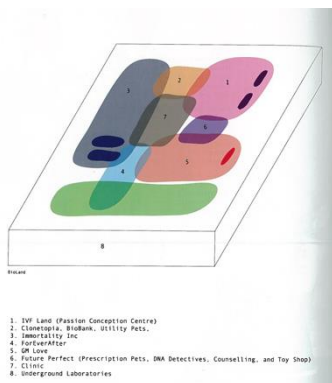 2
1
3
7
6
5
4
8
BioLand
1. IVF Land (Passion Conception Centre)
2. Clonetopia, BioBank, Utility Pets,
3. Immortality Inc
4. ForEverAfter
5. GM Love
6. Future Perfect (Prescription Pets, DNA Detectives, Counselling, and Toy Shop)
7. Clinic
8. Underground Laboratories